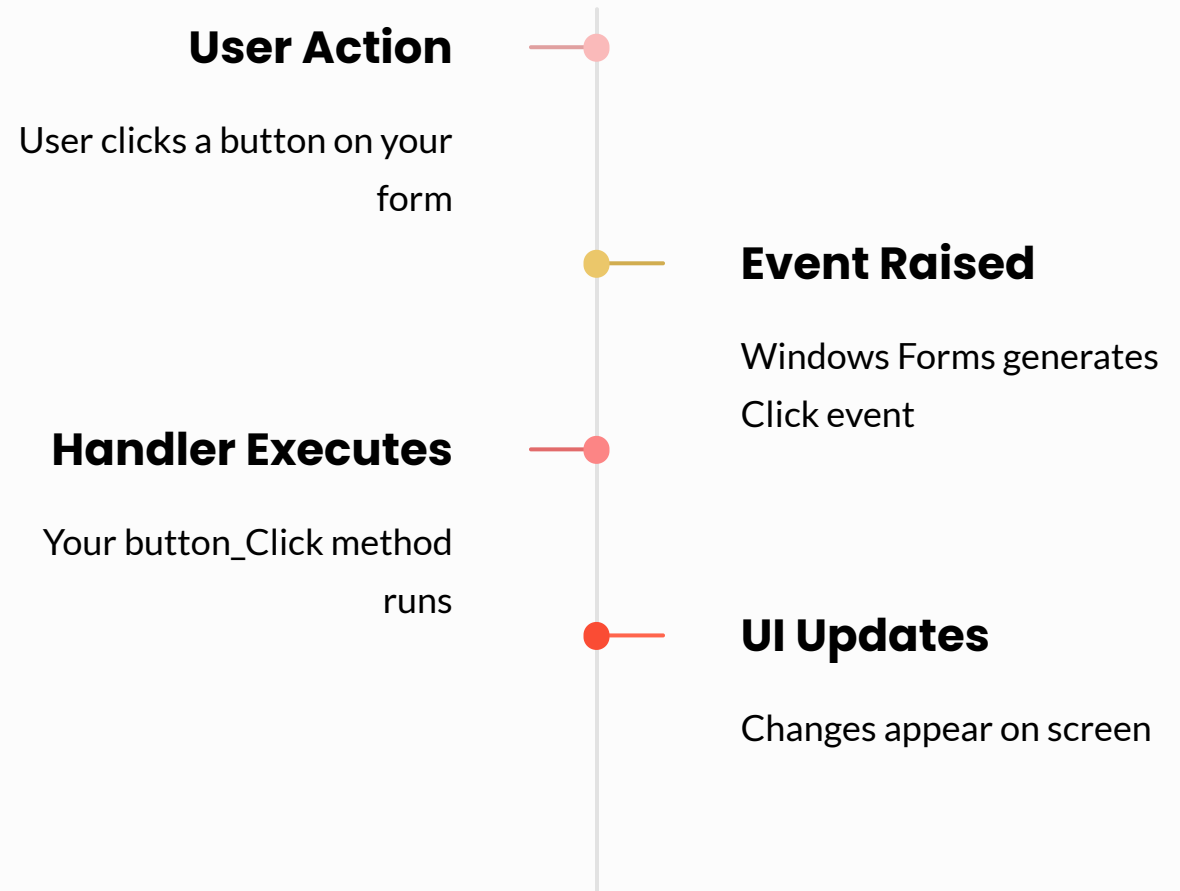 User Action
User clicks a button on your
form
Event Raised
Windows Forms generates
Click event
Handler Executes
Your button_Click method
runs
UI Updates
Changes appear on screen